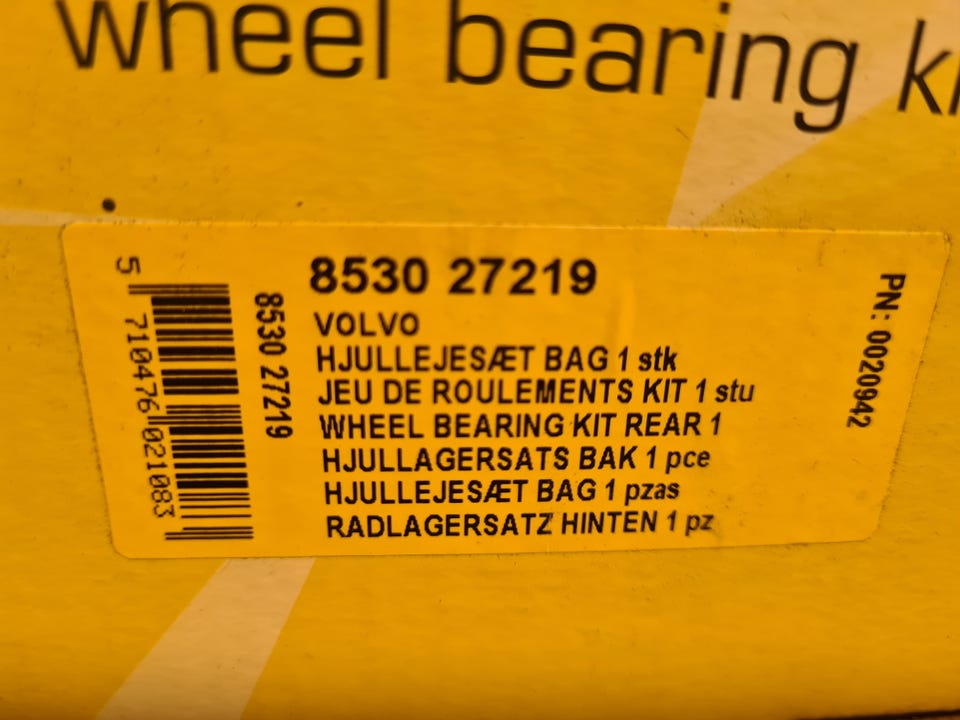 wheel bearing ki
8530 27219
VOLVO
HJULLEJESÆT BAG 1 stk
JEU DE ROULEMENTS KIT 1 stu
WHEEL BEARING KIT REAR 1
HJULLAGERSATS BAK 1 pce
HJULLEJESÆT BAG 1 pzas
RADLAGERSATZ HINTEN 1 pz
8530 27219
5 710476 021083
PN: 0020942